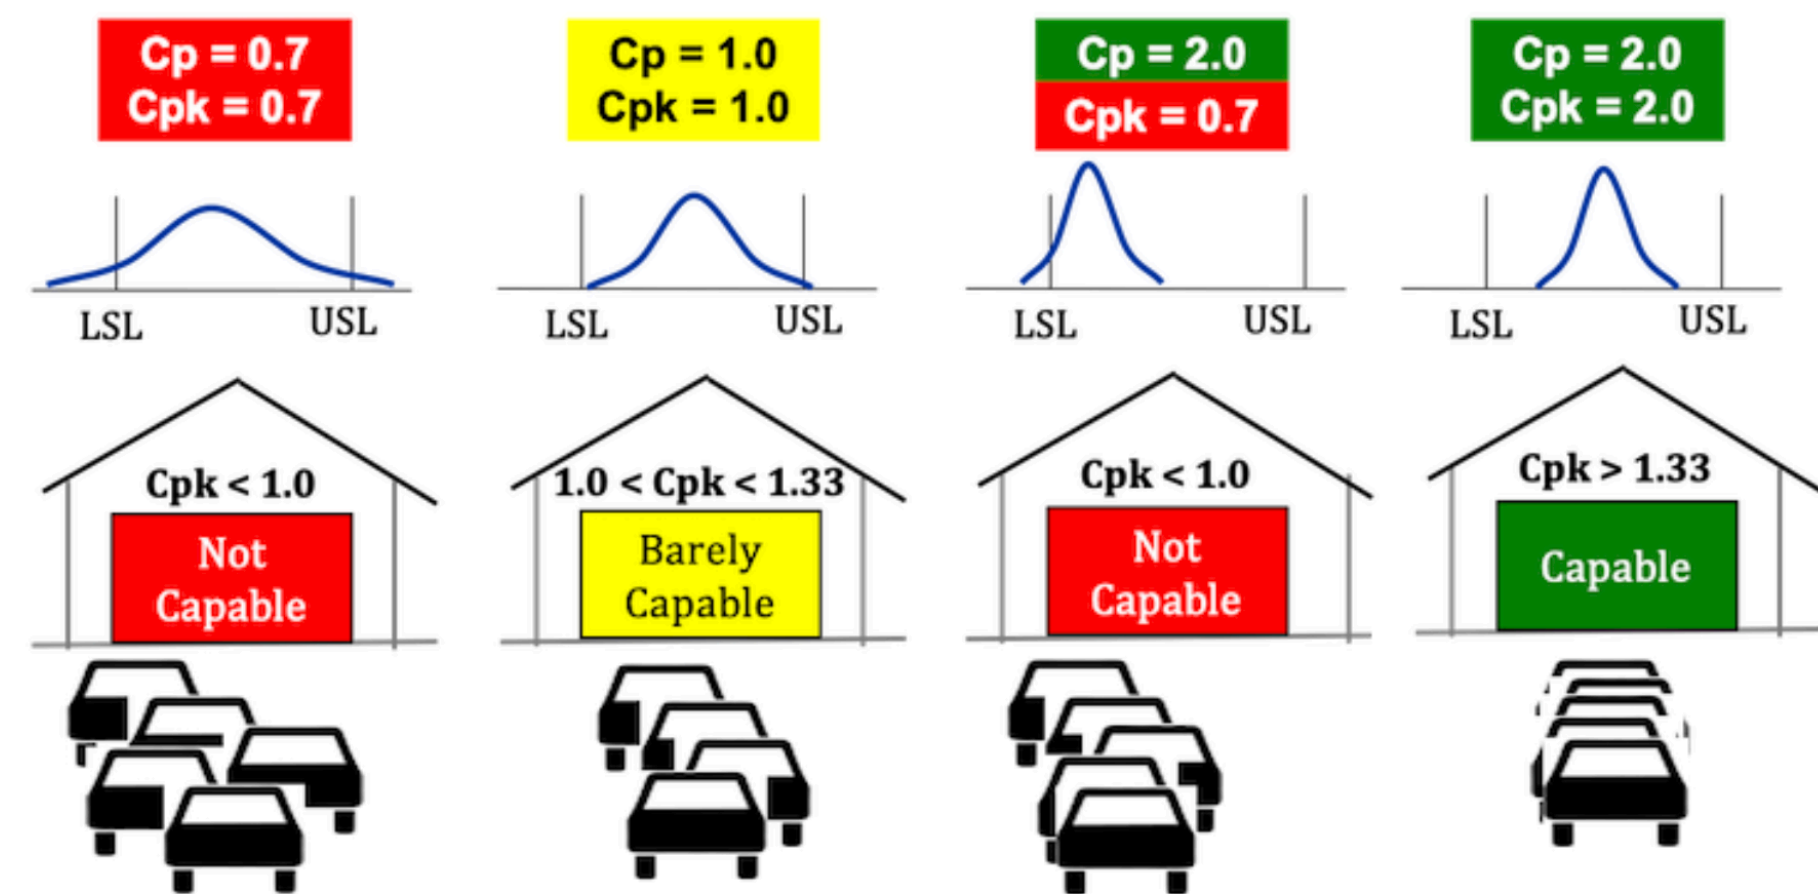 Cp = 0.7
Cpk = 0.7
Cp = 1.0
Cpk = 1.0
Cp = 2.0
Cpk = 0.7
Cp = 2.0
Cpk = 2.0
LSL
USL
LSL
USL
LSL
USL
LSL
USL
Cpk < 1.0
Not
Capable
1.0 < Cpk < 1.33
Barely
Capable
Cpk < 1.0
Not
Capable
Cpk > 1.33
Capable